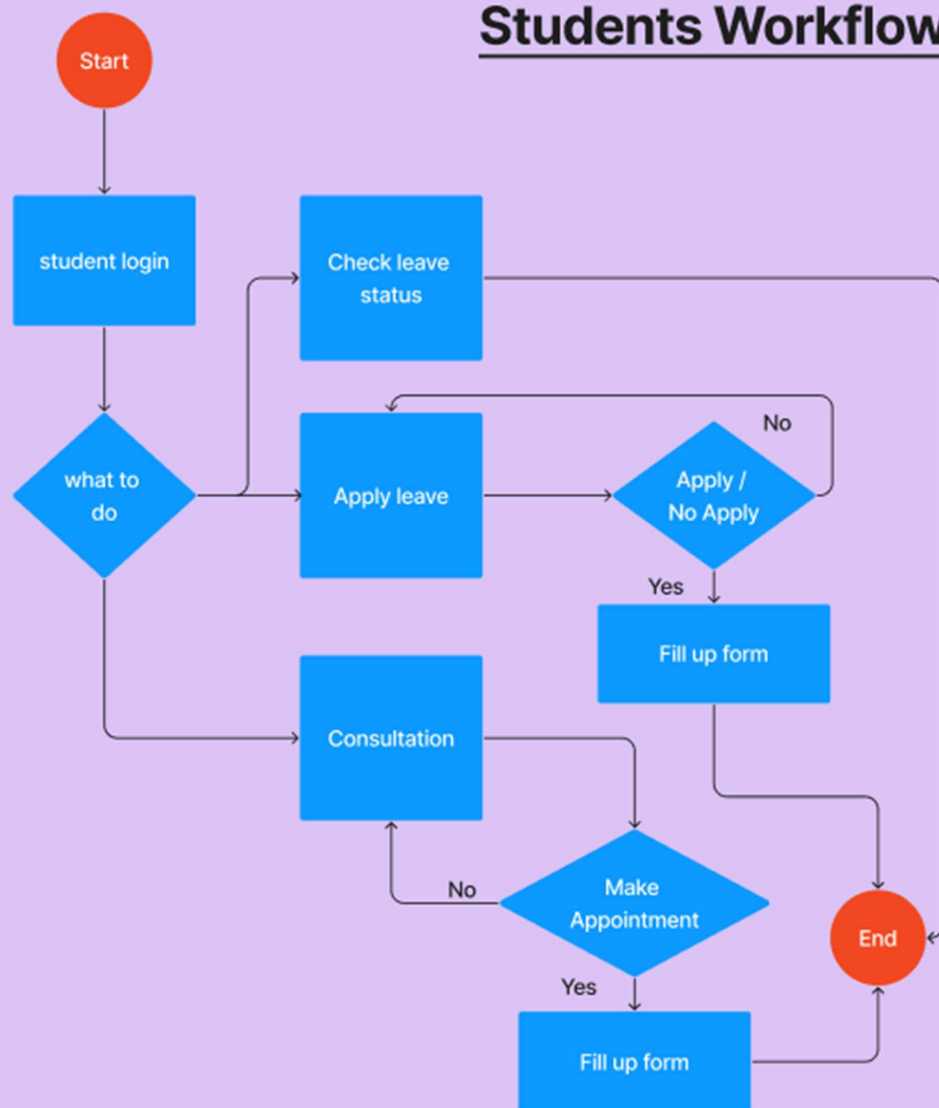 Students Workflow
Start
student login
Check leave
status
what to
do
Apply leave
No
Apply /
No Apply
Yes
Fill up form
Consultation
No
Make
Appointment
End
Yes
Fill up form